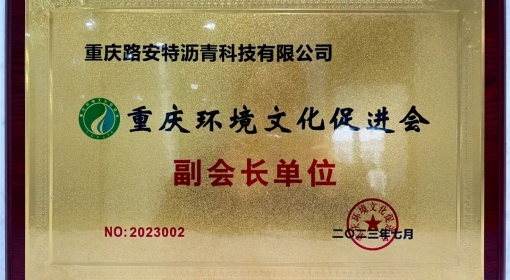 重庆路安特沥青科技有限公司
重庆环境文化促进会
副会长单位
NO:2023002
二〇二三年七月